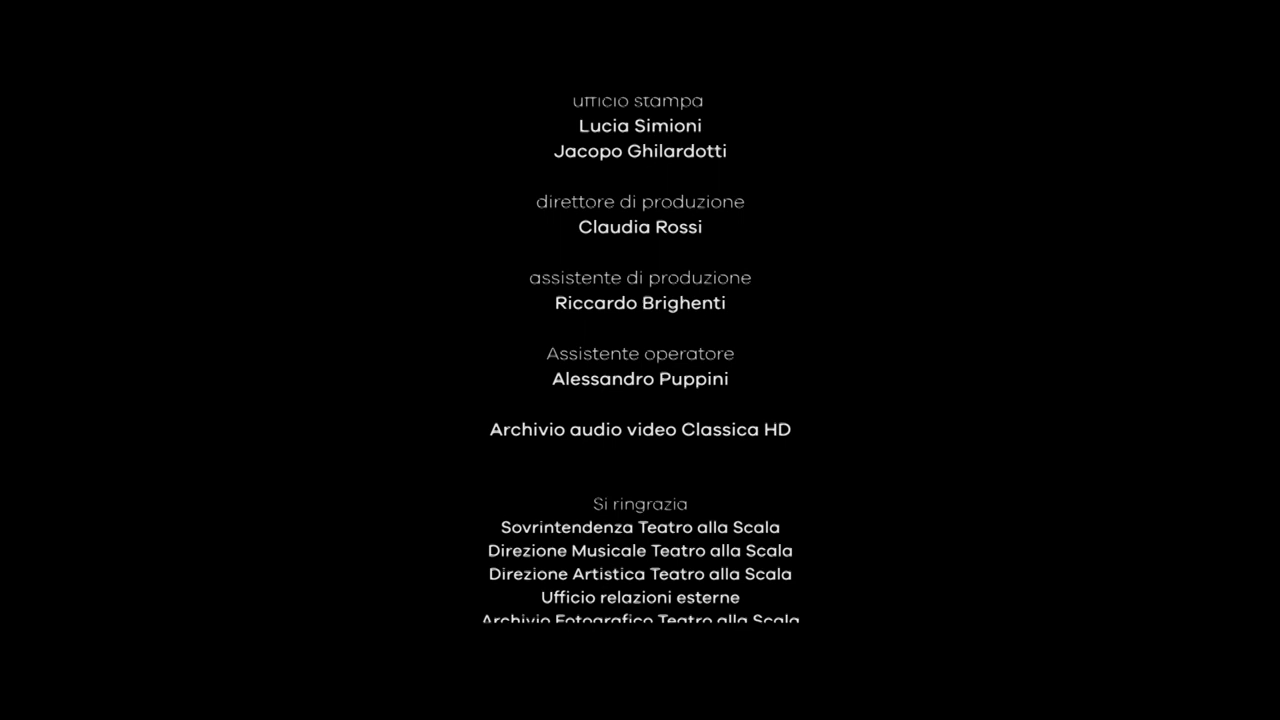 ufficio stampa
Lucia Simioni
Jacopo Ghilardotti
direttore di produzione
Claudia Rossi
assistente di produzione
Riccardo Brighenti
Assistente operatore
Alessandro Puppini
Archivio audio video Classica HD
Si ringrazia
Sovrintendenza Teatro alla Scala
Direzione Musicale Teatro alla Scala
Direzione Artistica Teatro alla Scala
Ufficio relazioni esterne
Archivio Fotografico Teatro alla Scala